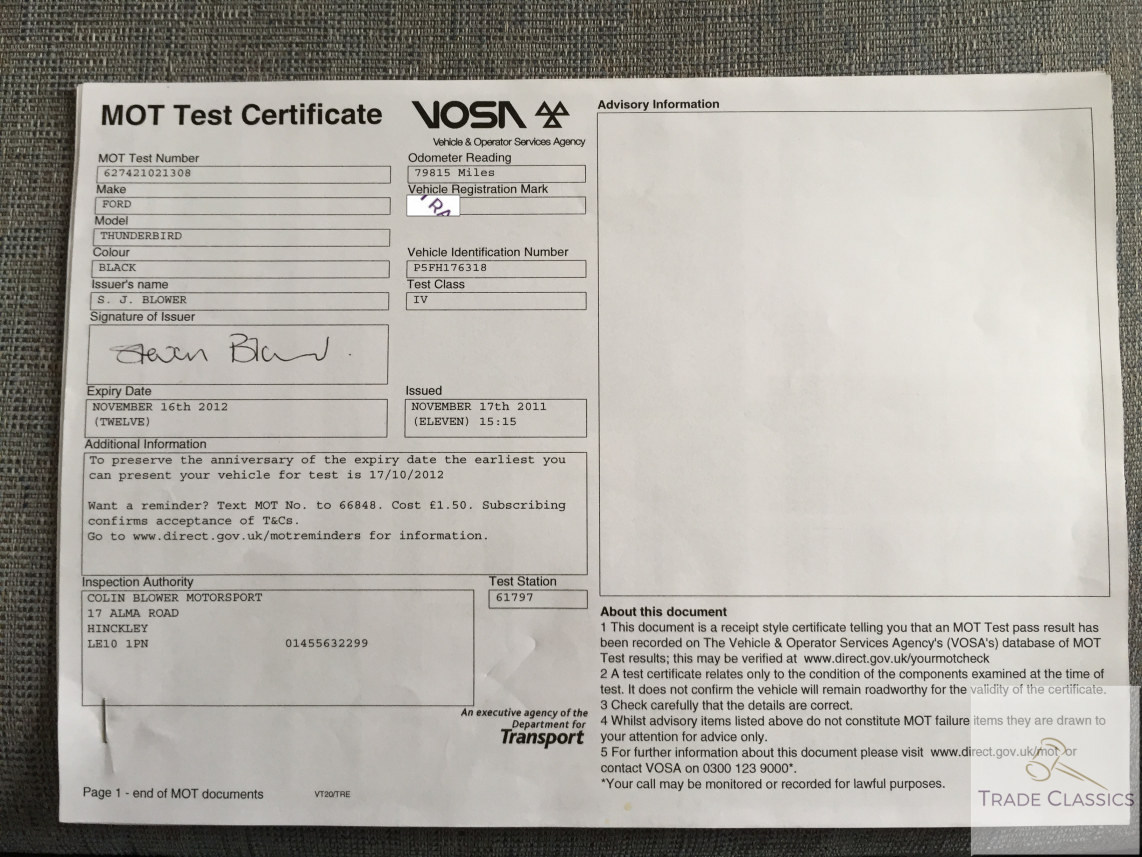 MOT Test Certificate
VOSA
Vehicle & Operator Services Agency
MOT Test Number
627421021308
Odometer Reading
79815 Miles
Make
FORD
Vehicle Registration Mark
TRA
Model
THUNDERBIRD
Colour
BLACK
Vehicle Identification Number
P5FH176318
Issuer's name
S. J. BLOWER
Test Class
IV
Signature of Issuer
Expiry Date
NOVEMBER 16th 2012
(TWELVE)
Issued
NOVEMBER 17th 2011
(ELEVEN) 15:15
Additional Information
To preserve the anniversary of the expiry date the earliest you
can present your vehicle for test is 17/10/2012
Want a reminder? Text MOT No. to 66848. Cost £1.50. Subscribing
confirms acceptance of T&Cs.
Go to www.direct.gov.uk/motreminders for information.
Inspection Authority
COLIN BLOWER MOTORSPORT
17 ALMA ROAD
HINCKLEY
LE10 1PN 01455632299
Test Station
61797
An executive agency of the
Department for
Transport
Page 1 - end of MOT documents
VT20/TRE
Advisory Information
About this document
1 This document is a receipt style certificate telling you that an MOT Test pass result has
been recorded on The Vehicle & Operator Services Agency's (VOSA's) database of MOT
Test results; this may be verified at www.direct.gov.uk/yourmotcheck
2 A test certificate relates only to the condition of the components examined at the time of
test. It does not confirm the vehicle will remain roadworthy for the validity of the certificate.
3 Check carefully that the details are correct.
4 Whilst advisory items listed above do not constitute MOT failure items they are drawn to
your attention for advice only.
5 For further information about this document please visit www.direct.gov.uk/mot or
contact VOSA on 0300 123 9000*.
*Your call may be monitored or recorded for lawful purposes.
TRADE CLASSICS